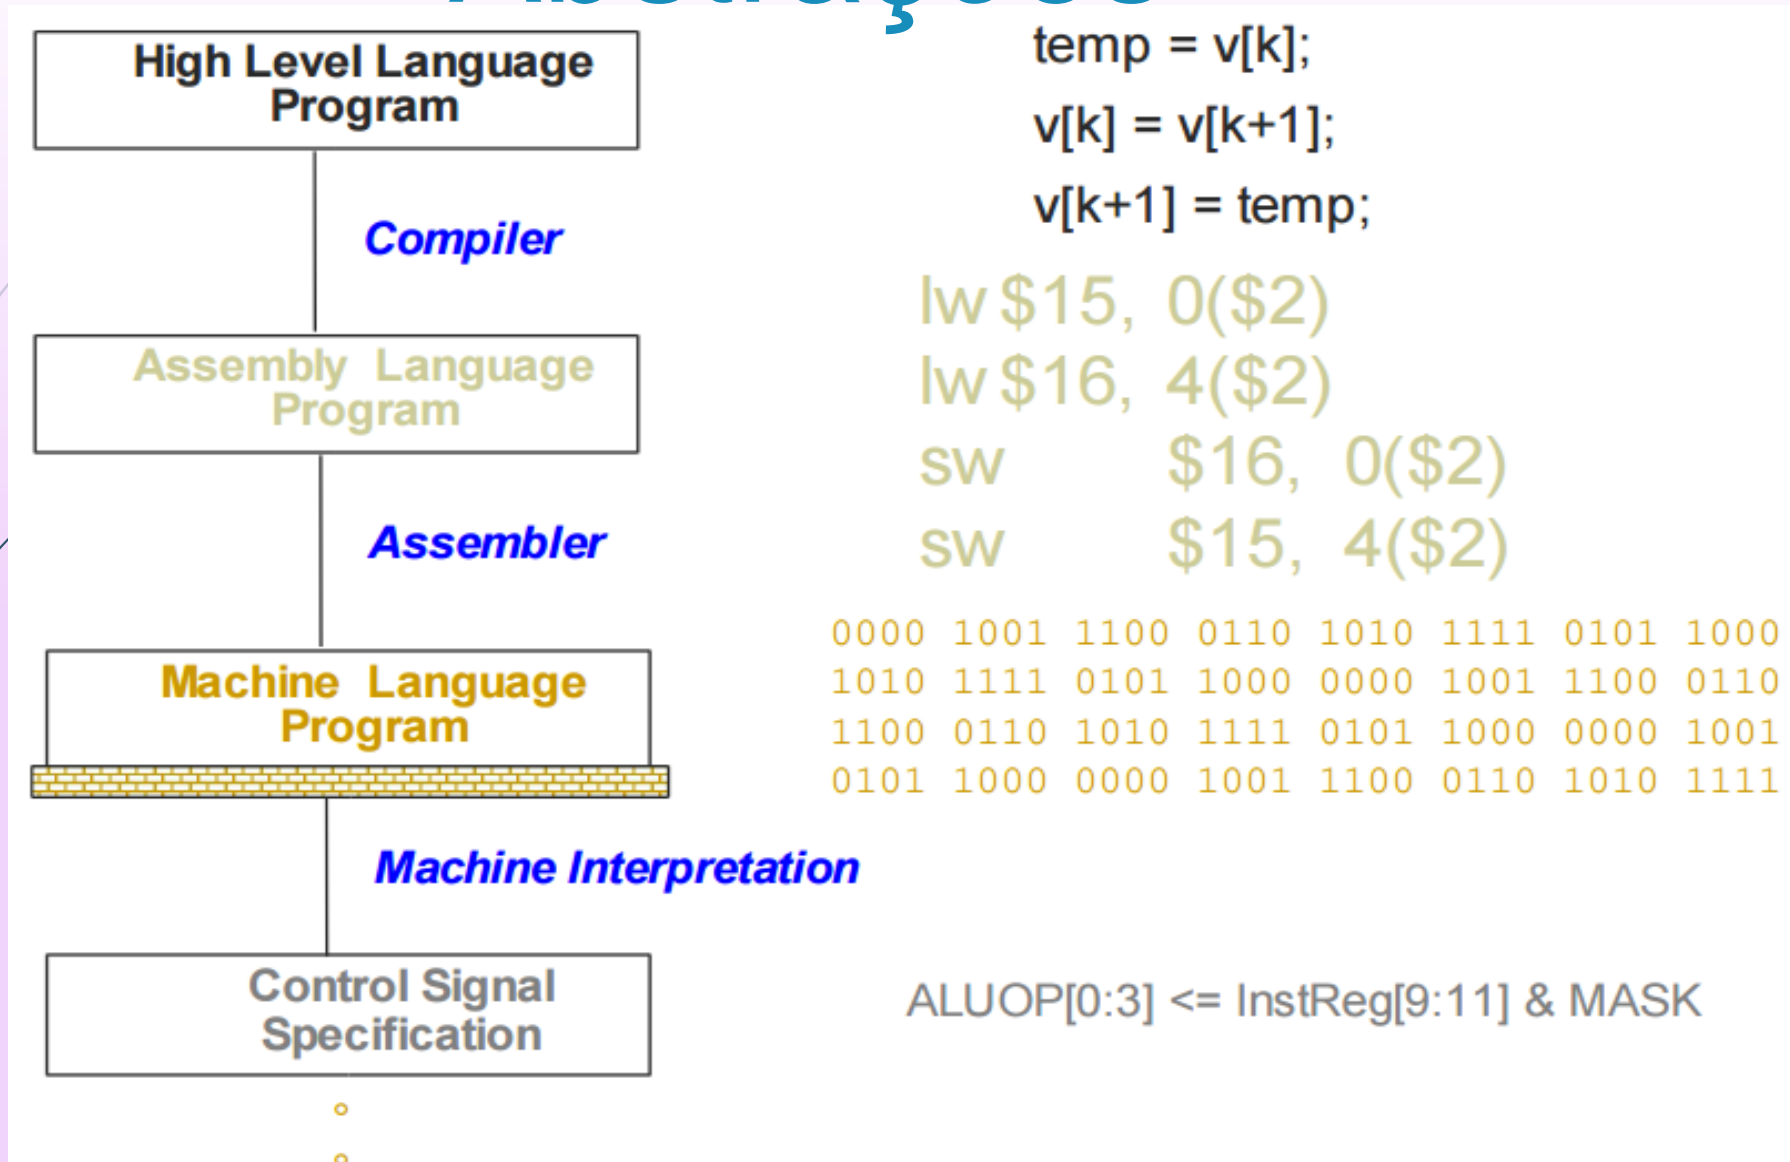 Abstrações
High Level Language
Program
temp = v[k];
v[k] = v[k+1];
v[k+1] = temp;
Compiler
Assembly Language
Program
lw $15, 0($2)
lw $16, 4($2)
sw $16, 0($2)
sw $15, 4($2)
Assembler
Machine Language
Program
0000 1001 1100 0110 1010 1111 0101 1000
1010 1111 0101 1000 0000 1001 1100 0110
1100 0110 1010 1111 0101 1000 0000 1001
0101 1000 0000 1001 1100 0110 1010 1111
Machine Interpretation
Control Signal
Specification
ALUOP[0:3] <= InstReg[9:11] & MASK